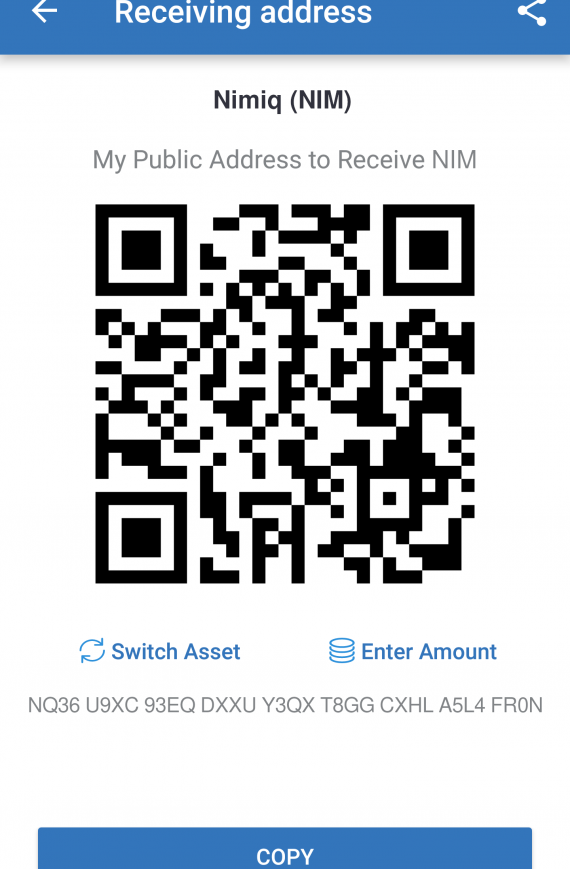 Receiving address
Nimiq (NIM)
My Public Address to Receive NIM
Switch Asset
Enter Amount
NQ36 U9XC 93EQ DXXU Y3QX T8GG CXHL A5L4 FR0N
COPY